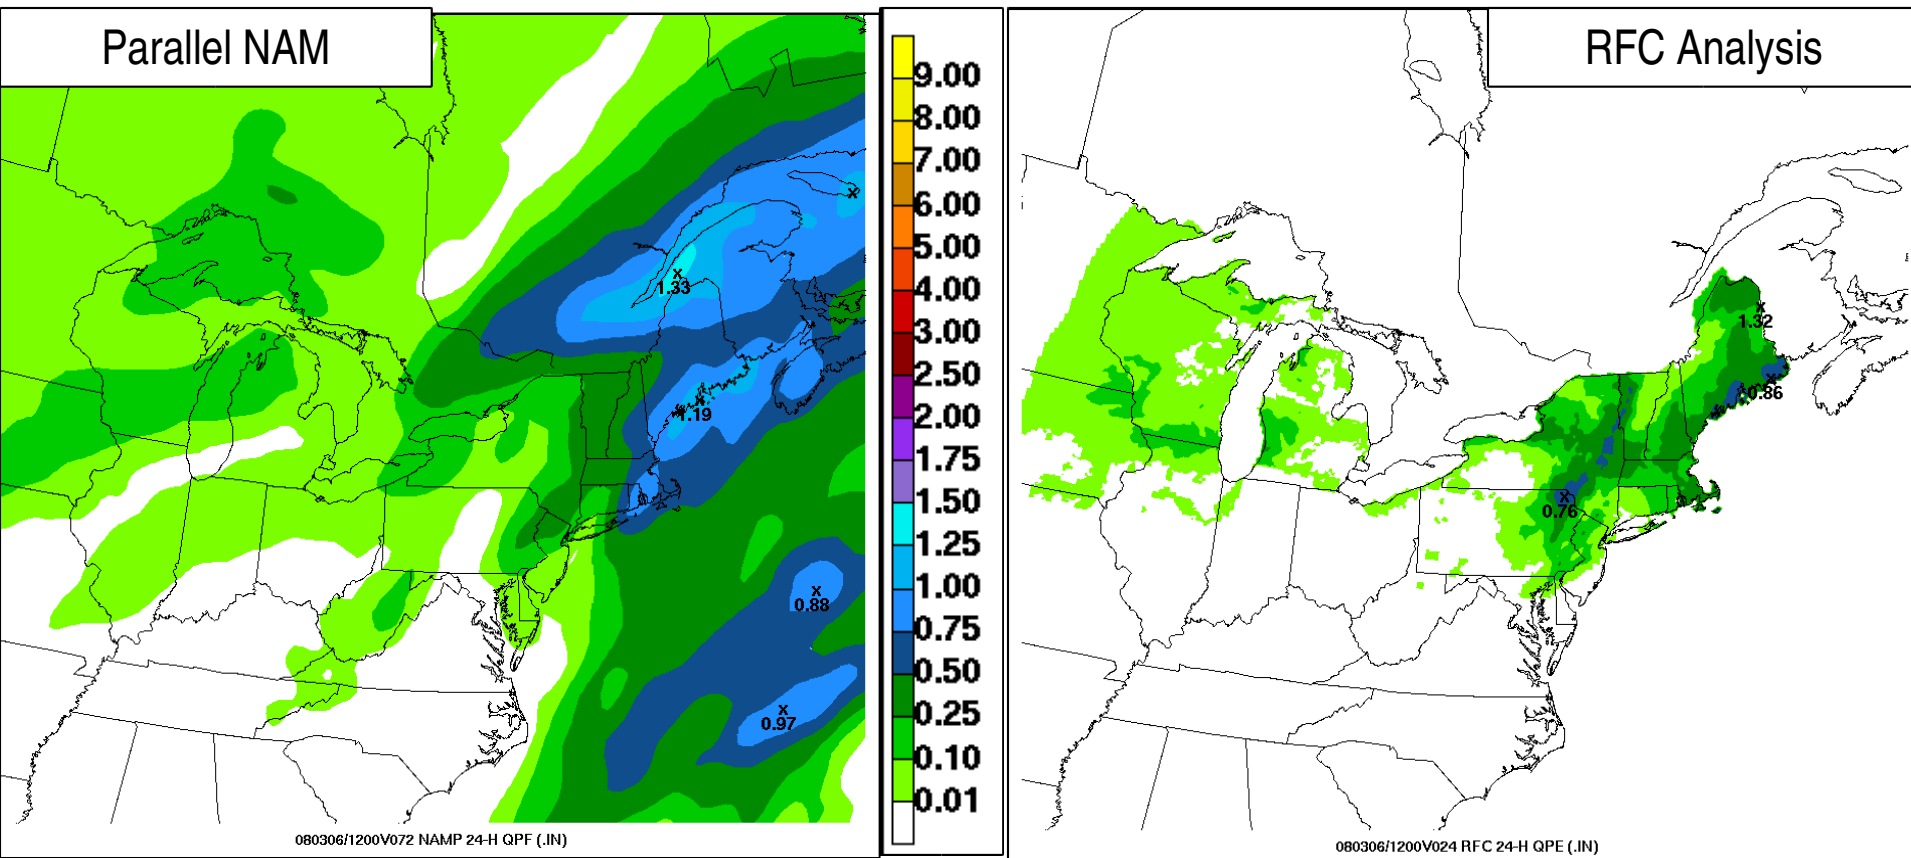 Parallel NAM
RFC Analysis
9.00
8.00
7.00
6.00
5.00
4.00
3.00
2.50
2.00
1.75
1.50
1.25
1.00
0.75
0.50
0.25
0.10
0.01
x
x
1.33
x
1.19
x
0.88
x
0.97
x
1.32
x
0.86
x
0.76
080306/1200V072 NAMP 24-H QPF (.IN)
080306/1200V024 RFC 24-H QPE (.IN)